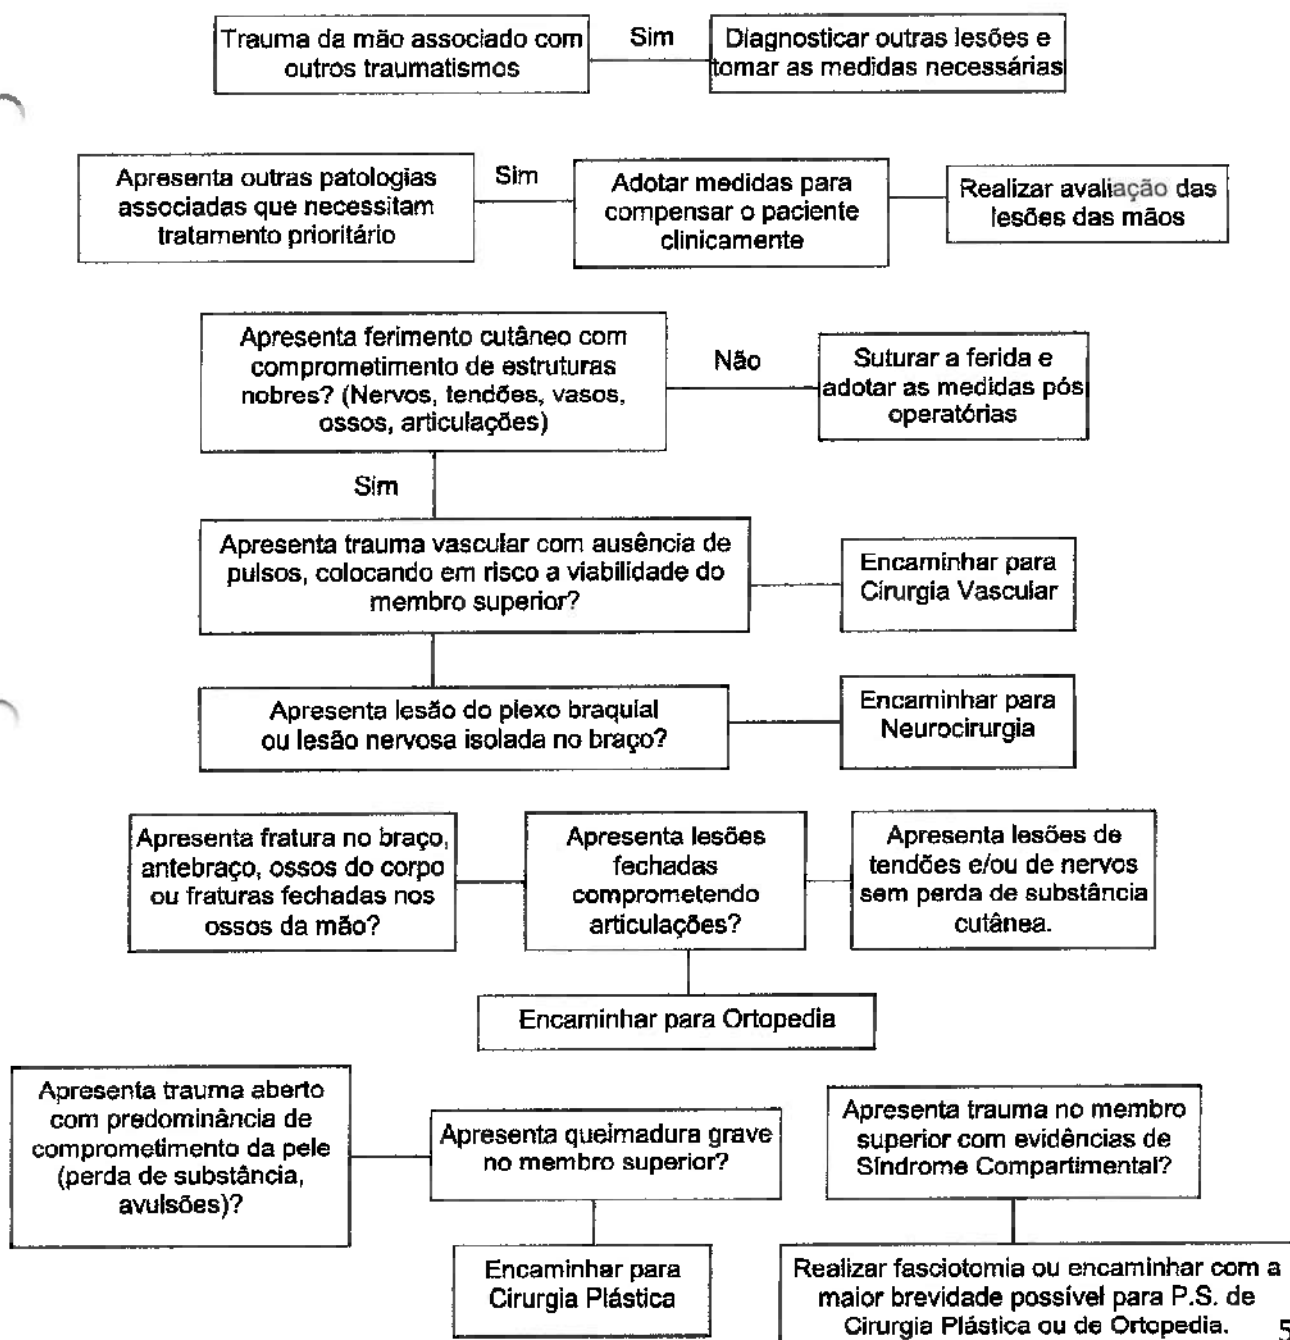 Trauma da mão associado com
outros traumatismos
Sim
Diagnosticar outras lesões e
tomar as medidas necessárias
Apresenta outras patologias
associadas que necessitam
tratamento prioritário
Sim
Adotar medidas para
compensar o paciente
clinicamente
Realizar avaliação das
lesões das mãos
Apresenta ferimento cutâneo com
comprometimento de estruturas
nobres? (Nervos, tendões, vasos,
ossos, articulações)
Não
Suturar a ferida e
adotar as medidas pós
operatórias
Sim
Apresenta trauma vascular com ausência de
pulsos, colocando em risco a viabilidade do
membro superior?
Encaminhar para
Cirurgia Vascular
Apresenta lesão do plexo braquial
ou lesão nervosa isolada no braço?
Encaminhar para
Neurocirurgia
Apresenta fratura no braço,
antebraço, ossos do corpo
ou fraturas fechadas nos
ossos da mão?
Apresenta lesões
fechadas
comprometendo
articulações?
Apresenta lesões de
tendões e/ou de nervos
sem perda de substância
cutânea.
Encaminhar para Ortopedia
Apresenta trauma aberto
com predominância de
comprometimento da pele
(perda de substância,
avulsões)?
Apresenta queimadura grave
no membro superior?
Apresenta trauma no membro
superior com evidências de
Síndrome Compartimental?
Encaminhar para
Cirurgia Plástica
Realizar fasciotomia ou encaminhar com a
maior brevidade possível para P.S. de
Cirurgia Plástica ou de Ortopedia.
5